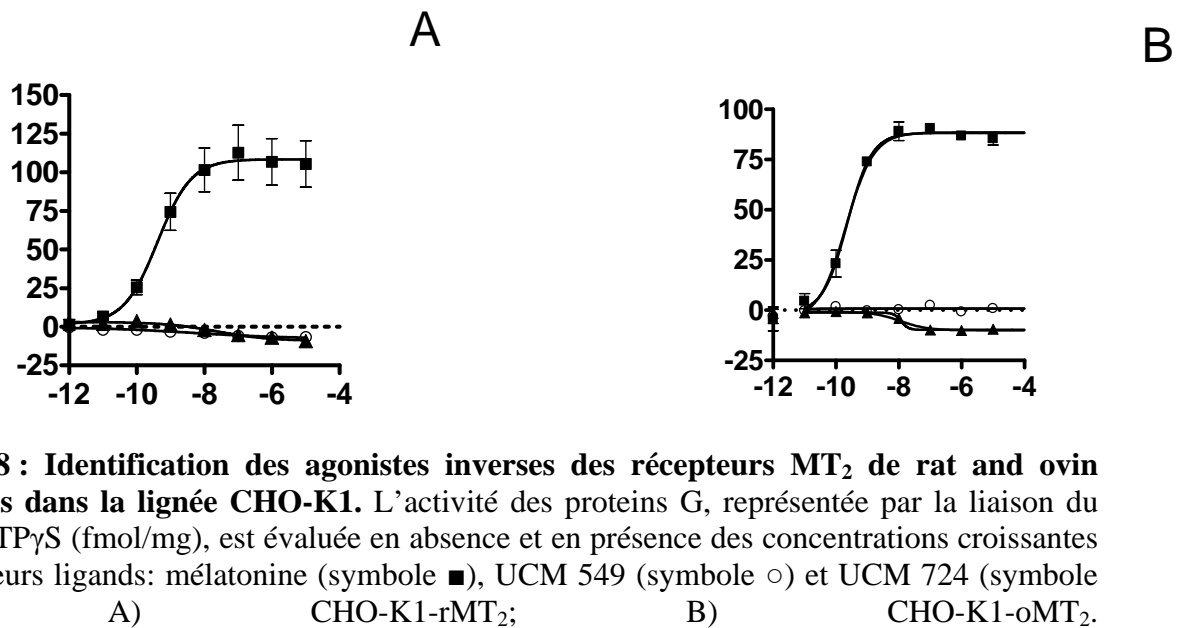 A
B
150
125
100
75
50
25
0
-25
-12 -10 -8 -6 -4
100
75
50
25
0
-25
-12 -10 -8 -6 -4
8 : Identification des agonistes inverses des récepteurs MT₂ de rat and ovin
s dans la lignée CHO-K1. L’activité des proteins G, représentée par la liaison du
TPγS (fmol/mg), est évaluée en absence et en présence des concentrations croissantes
eurs ligands: mélatonine (symbole ■), UCM 549 (symbole ○) et UCM 724 (symbole
A) CHO-K1-rMT₂; B) CHO-K1-oMT₂.